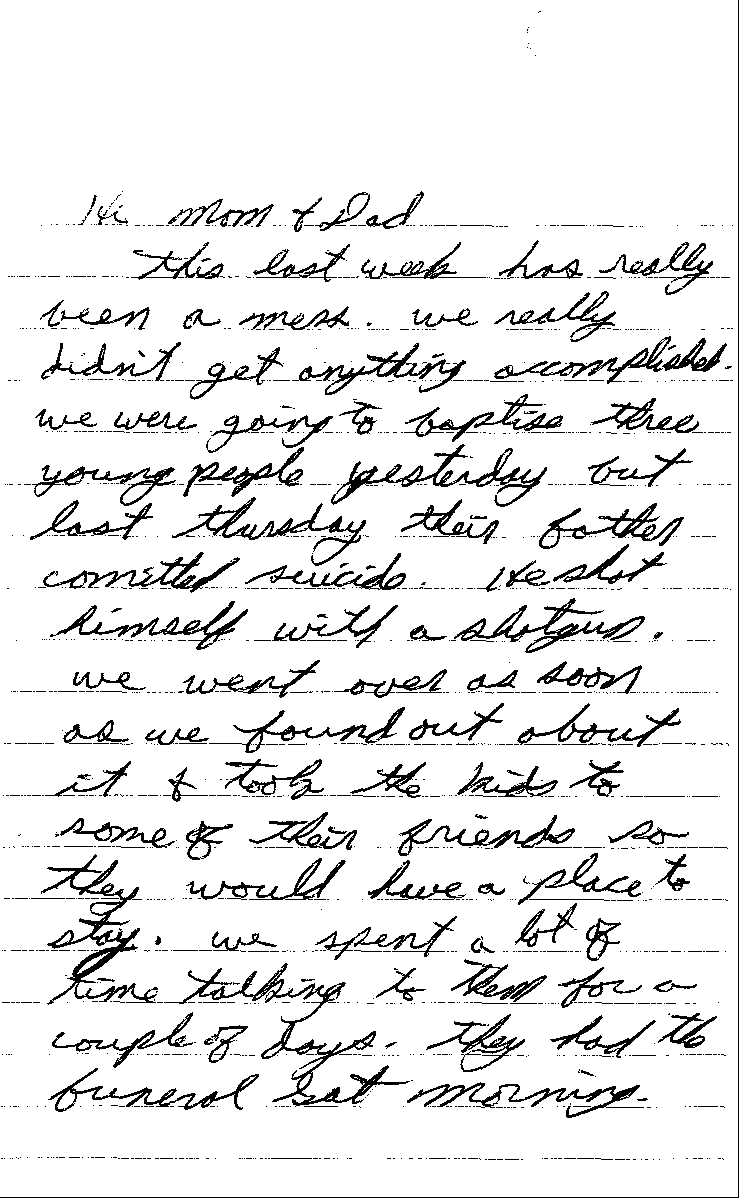 Hi Mom & Dad
This last week has really
been a mess. we really
didn't get anything accomplished.
we were going to baptise three
young people yesterday but
last thursday their father
comitted suicide. He shot
himself with a shotgun.
we went over as soon
as we found out about
it & took the kids to
some of their friends so
they would have a place to
stay. we spent a lot of
time talking to them for a
couple of days. they had the
funeral Sat morning.